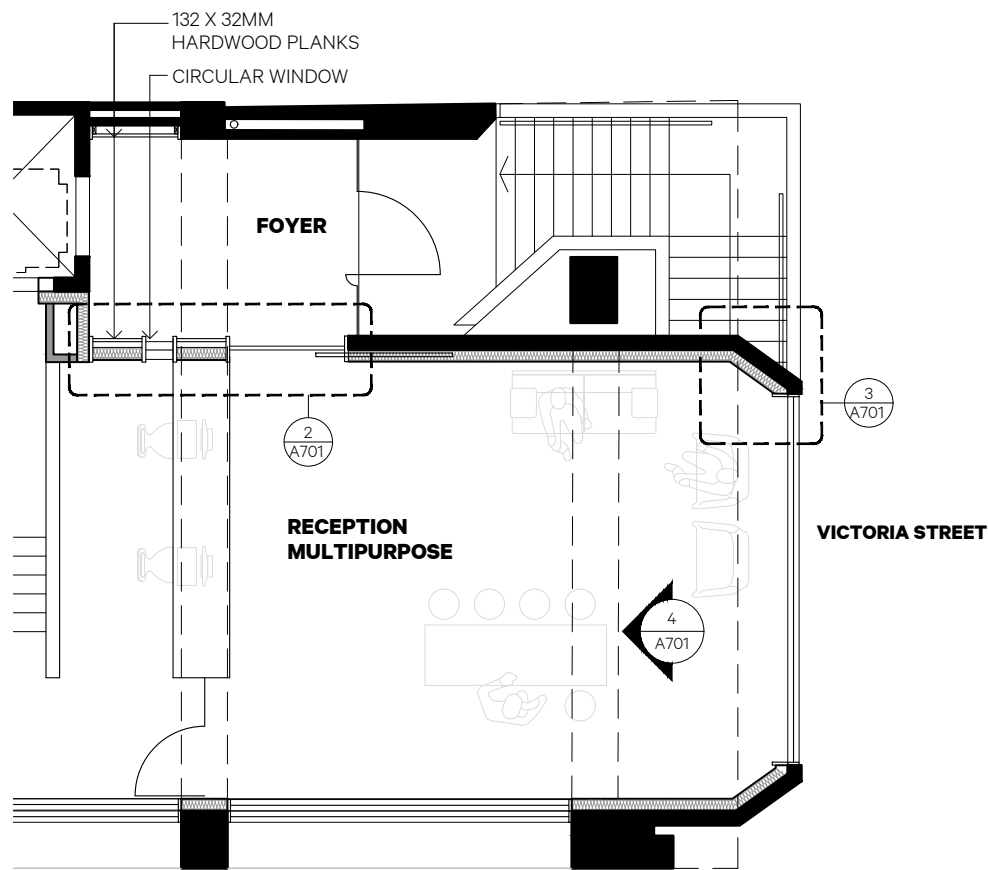 132 X 32MM
HARDWOOD PLANKS
CIRCULAR WINDOW
FOYER
3
A701
2
A701
RECEPTION
MULTIPURPOSE
VICTORIA STREET
4
A701